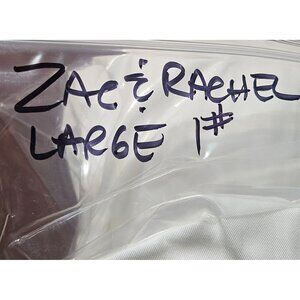 ZAC & RACHEL
LARGE 1#